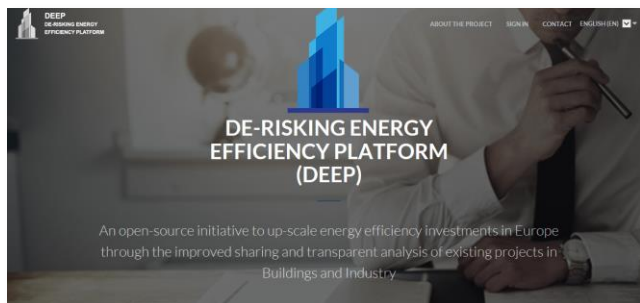 DEEP
DE-RISKING ENERGY
EFFICIENCY PLATFORM
ABOUT THE PROJECT SIGN IN CONTACT ENGLISH (EN)
DE-RISKING ENERGY
EFFICIENCY PLATFORM
(DEEP)
An open-source initiative to up-scale energy efficiency investments in Europe
through the improved sharing and transparent analysis of existing projects in
Buildings and Industry